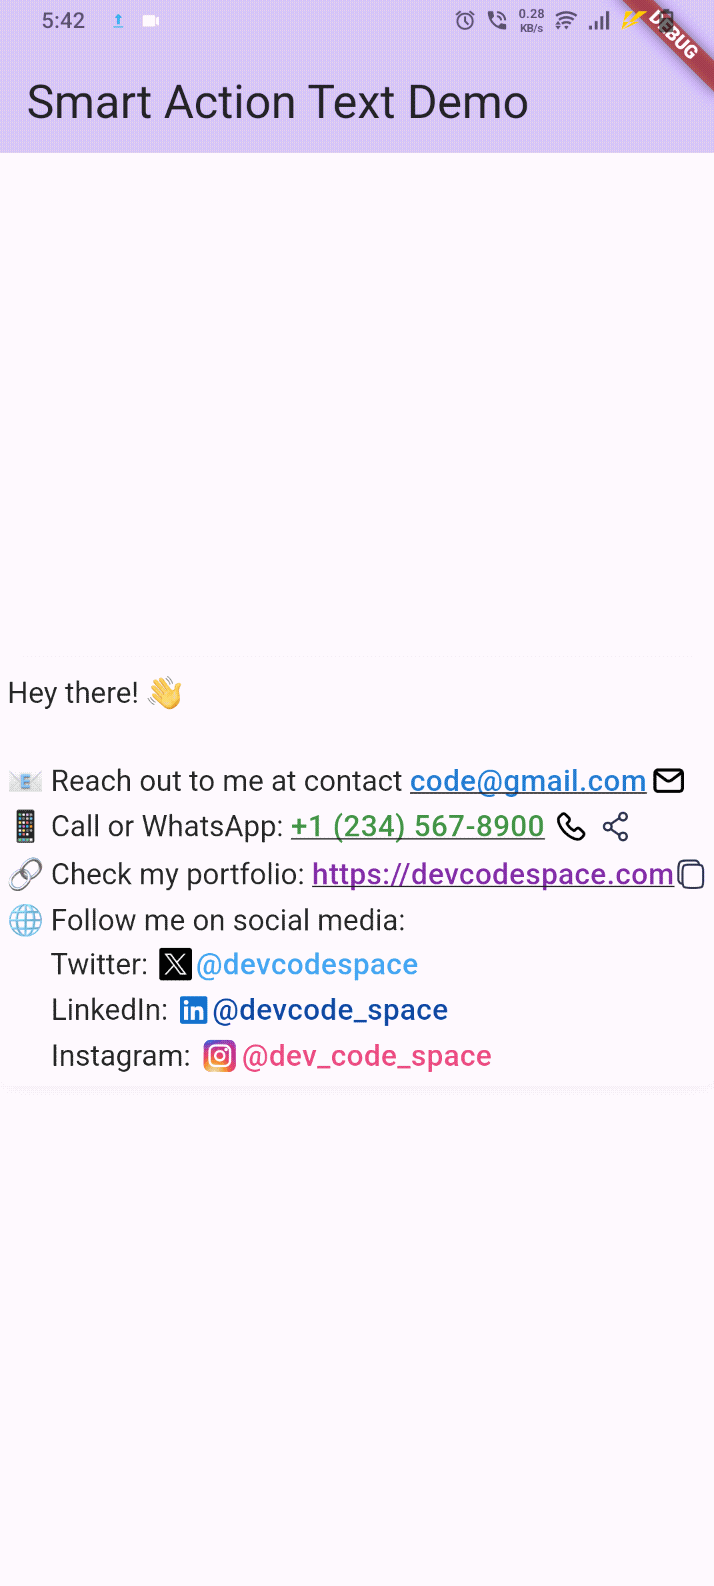 5:42
0.28
KB/s
DEBUG
Smart Action Text Demo
Hey there! 👋
📧 Reach out to me at contact code@gmail.com
📱 Call or WhatsApp: +1 (234) 567-8900
🔗 Check my portfolio: https://devcodespace.com
🌐 Follow me on social media:
Twitter: @devcodespace
LinkedIn: @devcode_space
Instagram: @dev_code_space